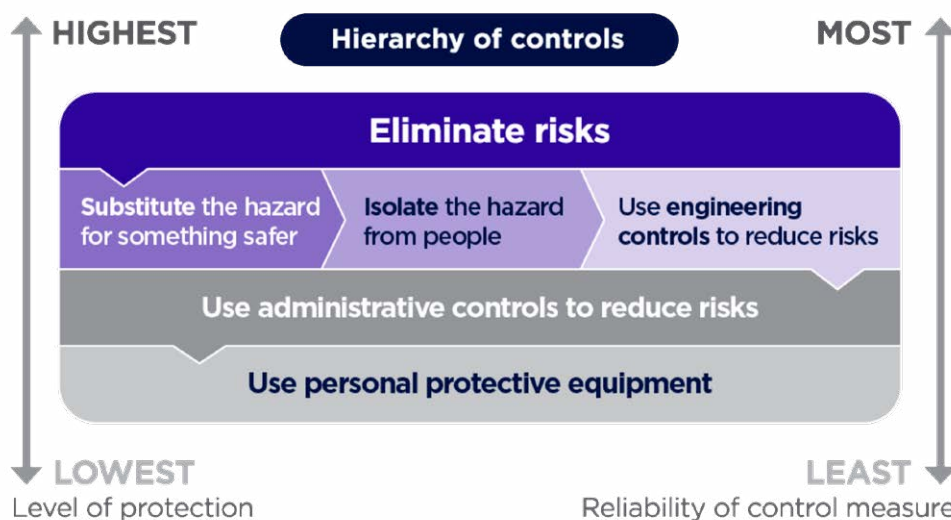 HIGHEST
Hierarchy of controls
MOST
Eliminate risks
Substitute the hazard
for something safer
Isolate the hazard
from people
Use engineering
controls to reduce risks
Use administrative controls to reduce risks
Use personal protective equipment
LOWEST
Level of protection
LEAST
Reliability of control measure